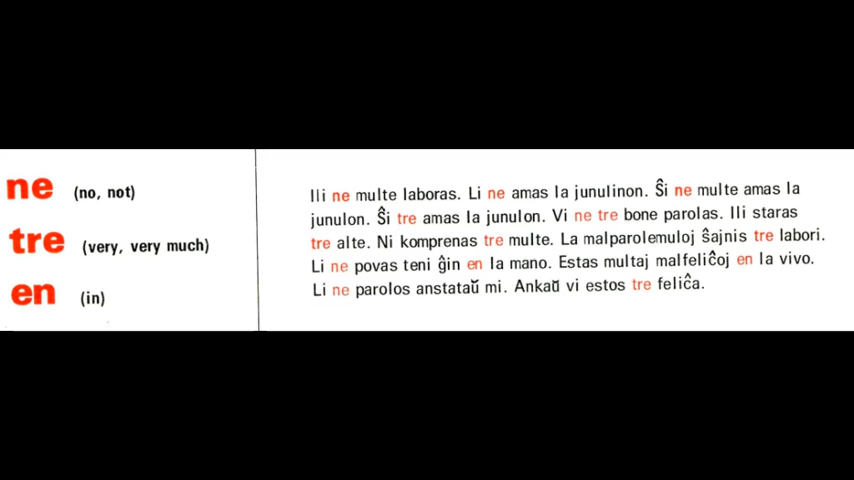 ne (no, not)
tre (very, very much)
en (in)
Ili ne multe laboras. Li ne amas la junulinon. Ŝi ne multe amas la
junulon. Ŝi tre amas la junulon. Vi ne tre bone parolas. Ili staras
tre alte. Ni komprenas tre multe. La malparolemuloj ŝajnis tre labori.
Li ne povas teni ĝin en la mano. Estas multaj malfeliĉoj en la vivo.
Li ne parolos anstataŭ mi. Ankaŭ vi estos tre feliĉa.